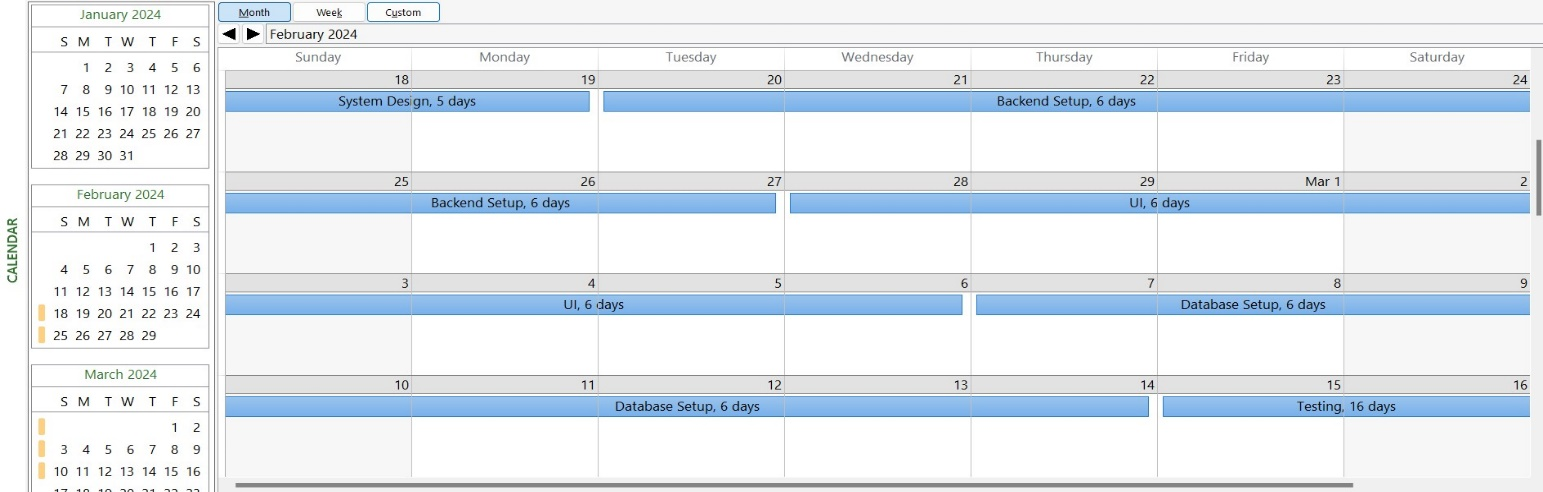 CALENDAR
January 2024
S M T W T F S
1 2 3 4 5 6
7 8 9 10 11 12 13
14 15 16 17 18 19 20
21 22 23 24 25 26 27
28 29 30 31
February 2024
S M T W T F S
1 2 3
4 5 6 7 8 9 10
11 12 13 14 15 16 17
18 19 20 21 22 23 24
25 26 27 28 29
March 2024
S M T W T F S
1 2
3 4 5 6 7 8 9
10 11 12 13 14 15 16
17 18 19 20 21 22 23
Month Week Custom
February 2024
Sunday Monday Tuesday Wednesday Thursday Friday Saturday
18 19 20 21 22 23 24
System Design, 5 days Backend Setup, 6 days
25 26 27 28 29 Mar 1 2
Backend Setup, 6 days UI, 6 days
3 4 5 6 7 8 9
UI, 6 days Database Setup, 6 days
10 11 12 13 14 15 16
Database Setup, 6 days Testing, 16 days